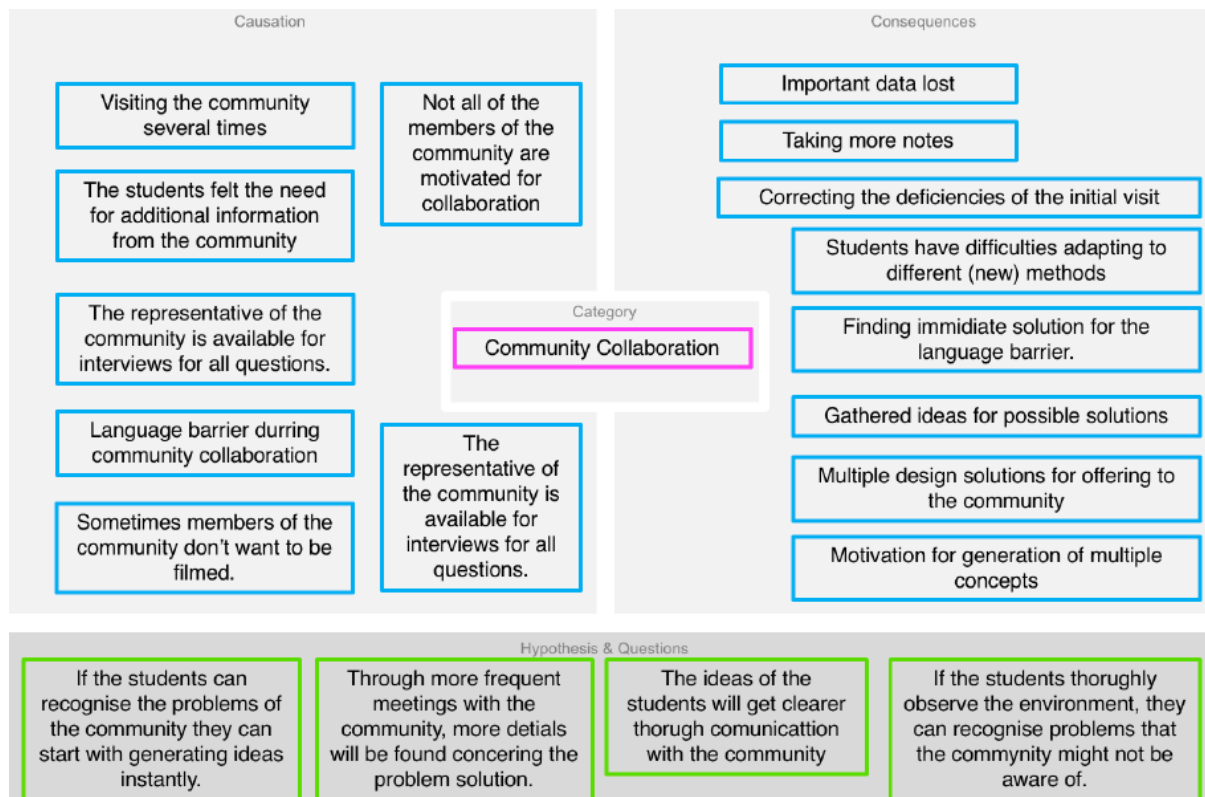 Causation
Visiting the community
several times
The students felt the need
for additional information
from the community
The representative of the
community is available for
interviews for all questions.
Language barrier durring
community collaboration
Sometimes members of the
community don't want to be
filmed.
Not all of the
members of the
community are
motivated for
collaboration
The
representative of
the community is
available for
interviews for all
questions.
Category
Community Collaboration
Consequences
Important data lost
Taking more notes
Correcting the deficiencies of the initial visit
Students have difficulties adapting to
different (new) methods
Finding immidiate solution for the
language barrier.
Gathered ideas for possible solutions
Multiple design solutions for offering to
the community
Motivation for generation of multiple
concepts
Hypothesis & Questions
If the students can
recognise the problems of
the community they can
start with generating ideas
instantly.
Through more frequent
meetings with the
community, more detials
will be found concering the
problem solution.
The ideas of the
students will get clearer
thorugh comunicattion
with the community
If the students thorughly
observe the environment, they
can recognise problems that
the commynity might not be
aware of.